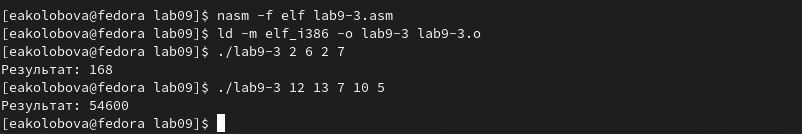 [eakolobova@fedora lab09]$ nasm -f elf lab9-3.asm
[eakolobova@fedora lab09]$ ld -m elf_i386 -o lab9-3 lab9-3.o
[eakolobova@fedora lab09]$ ./lab9-3 2 6 2 7
Результат: 168
[eakolobova@fedora lab09]$ ./lab9-3 12 13 7 10 5
Результат: 54600
[eakolobova@fedora lab09]$